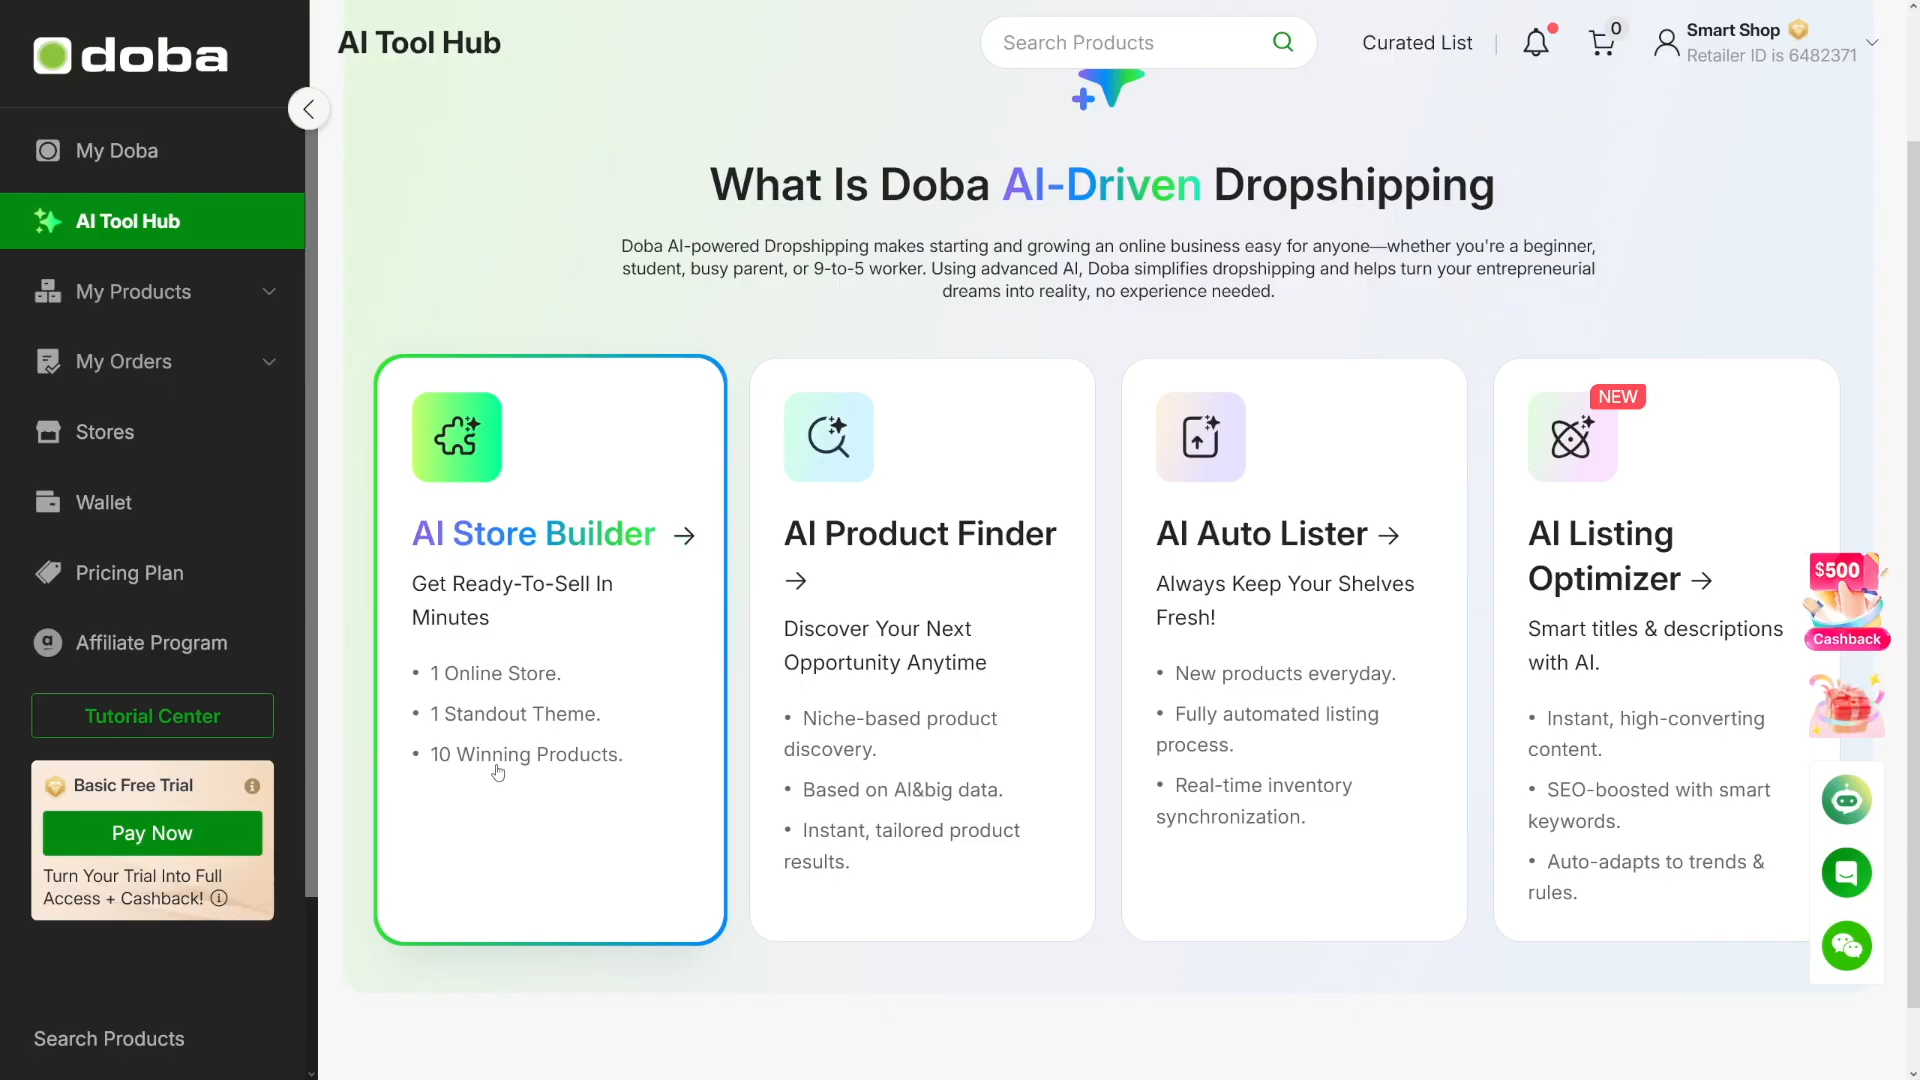 doba
AI Tool Hub
Search Products
Curated List
0
Smart Shop
Retailer ID is 6482371
My Doba
AI Tool Hub
My Products
My Orders
Stores
Wallet
Pricing Plan
Affiliate Program
Tutorial Center
Basic Free Trial
Pay Now
Turn Your Trial Into Full
Access + Cashback!
Search Products
What Is Doba AI-Driven Dropshipping
Doba AI-powered Dropshipping makes starting and growing an online business easy for anyone—whether you're a beginner,
student, busy parent, or 9-to-5 worker. Using advanced AI, Doba simplifies dropshipping and helps turn your entrepreneurial
dreams into reality, no experience needed.
AI Store Builder →
Get Ready-To-Sell In
Minutes
• 1 Online Store.
• 1 Standout Theme.
• 10 Winning Products.
AI Product Finder
→
Discover Your Next
Opportunity Anytime
• Niche-based product
discovery.
• Based on AI&big data.
• Instant, tailored product
results.
AI Auto Lister →
Always Keep Your Shelves
Fresh!
• New products everyday.
• Fully automated listing
process.
• Real-time inventory
synchronization.
NEW
AI Listing
Optimizer →
Smart titles & descriptions
with AI.
• Instant, high-converting
content.
• SEO-boosted with smart
keywords.
• Auto-adapts to trends &
rules.
$500
Cashback